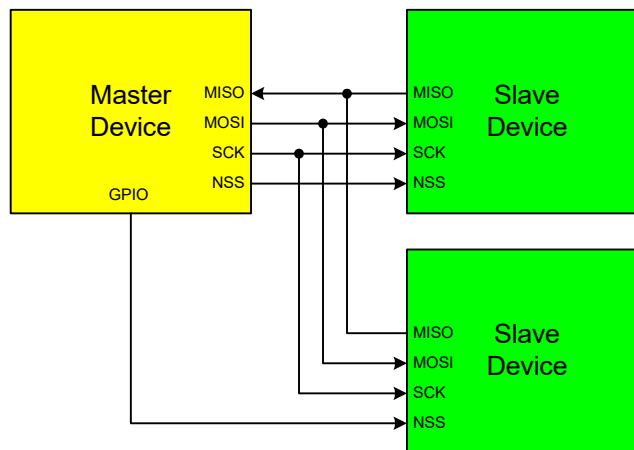 Master
Device
MISO
MOSI
SCK
NSS
GPIO
MISO
MOSI
SCK
NSS
Slave
Device
MISO
MOSI
SCK
NSS
Slave
Device